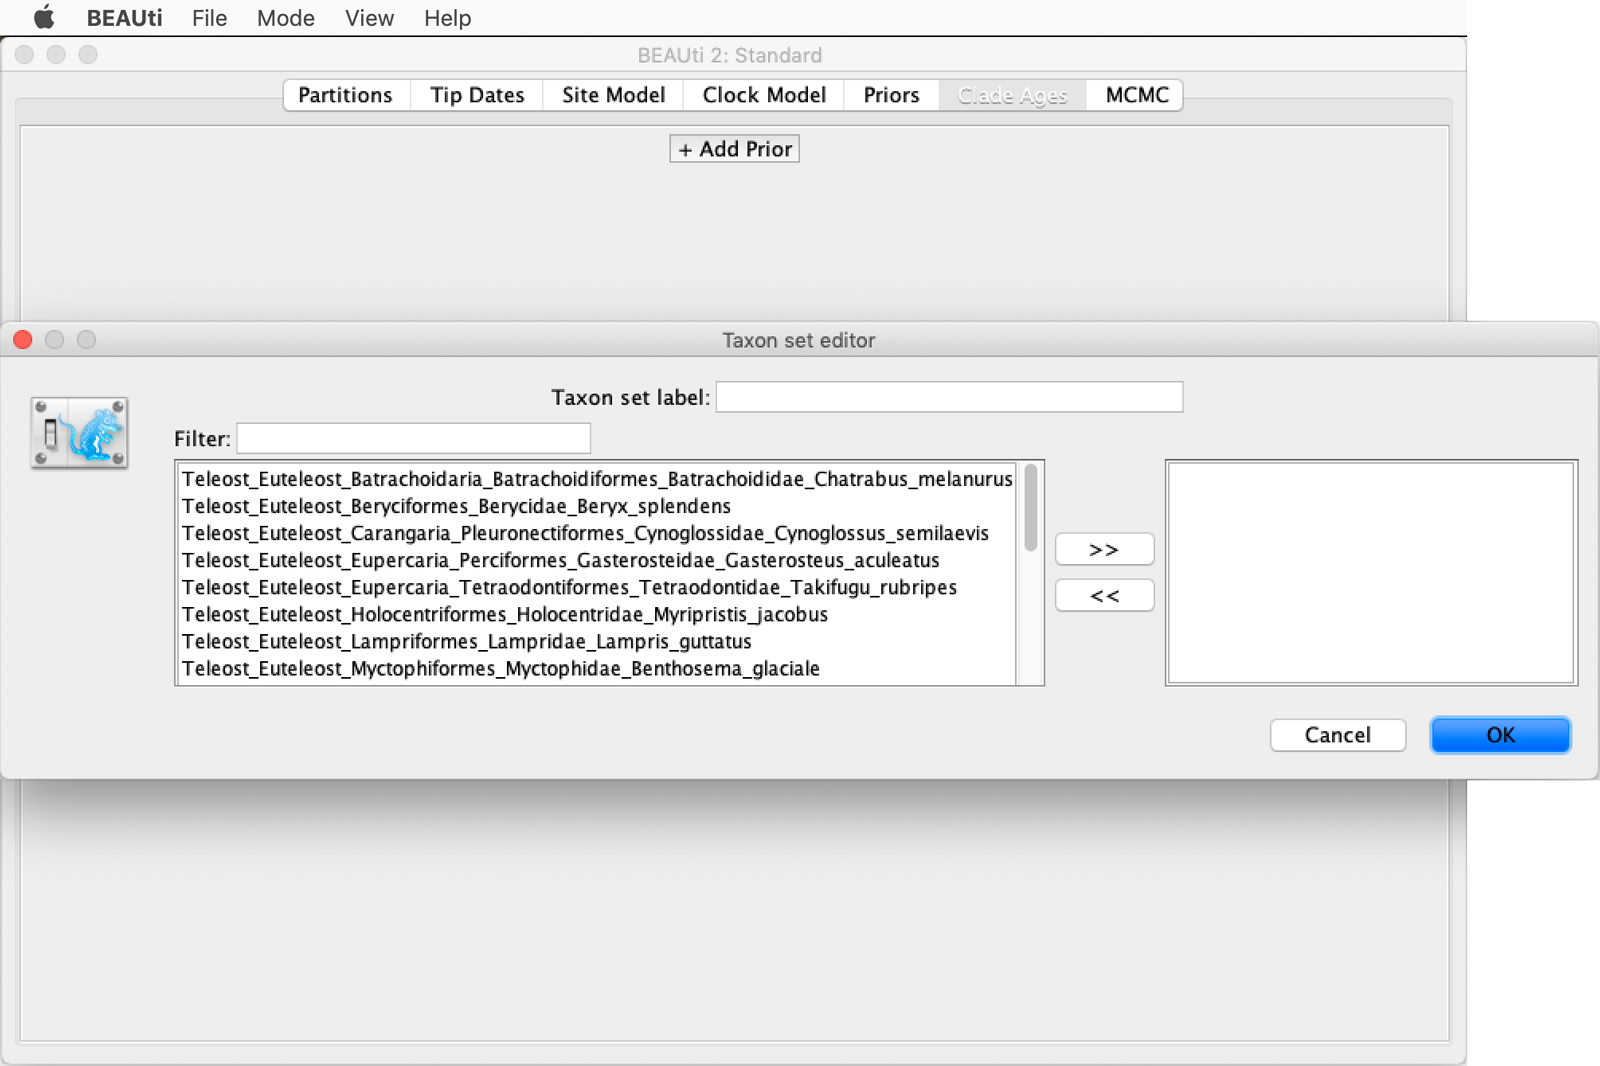 BEAUti File Mode View Help
BEAUti 2: Standard
Partitions Tip Dates Site Model Clock Model Priors Clade Ages MCMC
+ Add Prior
Taxon set editor
Taxon set label:
Filter:
Teleost_Euteleost_Batrachoidaria_Batrachoidiformes_Batrachoididae_Chatrabus_melanurus
Teleost_Euteleost_Beryciformes_Berycidae_Beryx_splendens
Teleost_Euteleost_Carangaria_Pleuronectiformes_Cynoglossidae_Cynoglossus_semilaevis
Teleost_Euteleost_Eupercaria_Perciformes_Gasterosteidae_Gasterosteus_aculeatus
Teleost_Euteleost_Eupercaria_Tetraodontiformes_Tetraodontidae_Takifugu_rubripes
Teleost_Euteleost_Holocentriformes_Holocentridae_Myripristis_jacobus
Teleost_Euteleost_Lampriformes_Lampridae_Lampris_guttatus
Teleost_Euteleost_Myctophiformes_Myctophidae_Benthosema_glaciale
>>
<<
Cancel OK